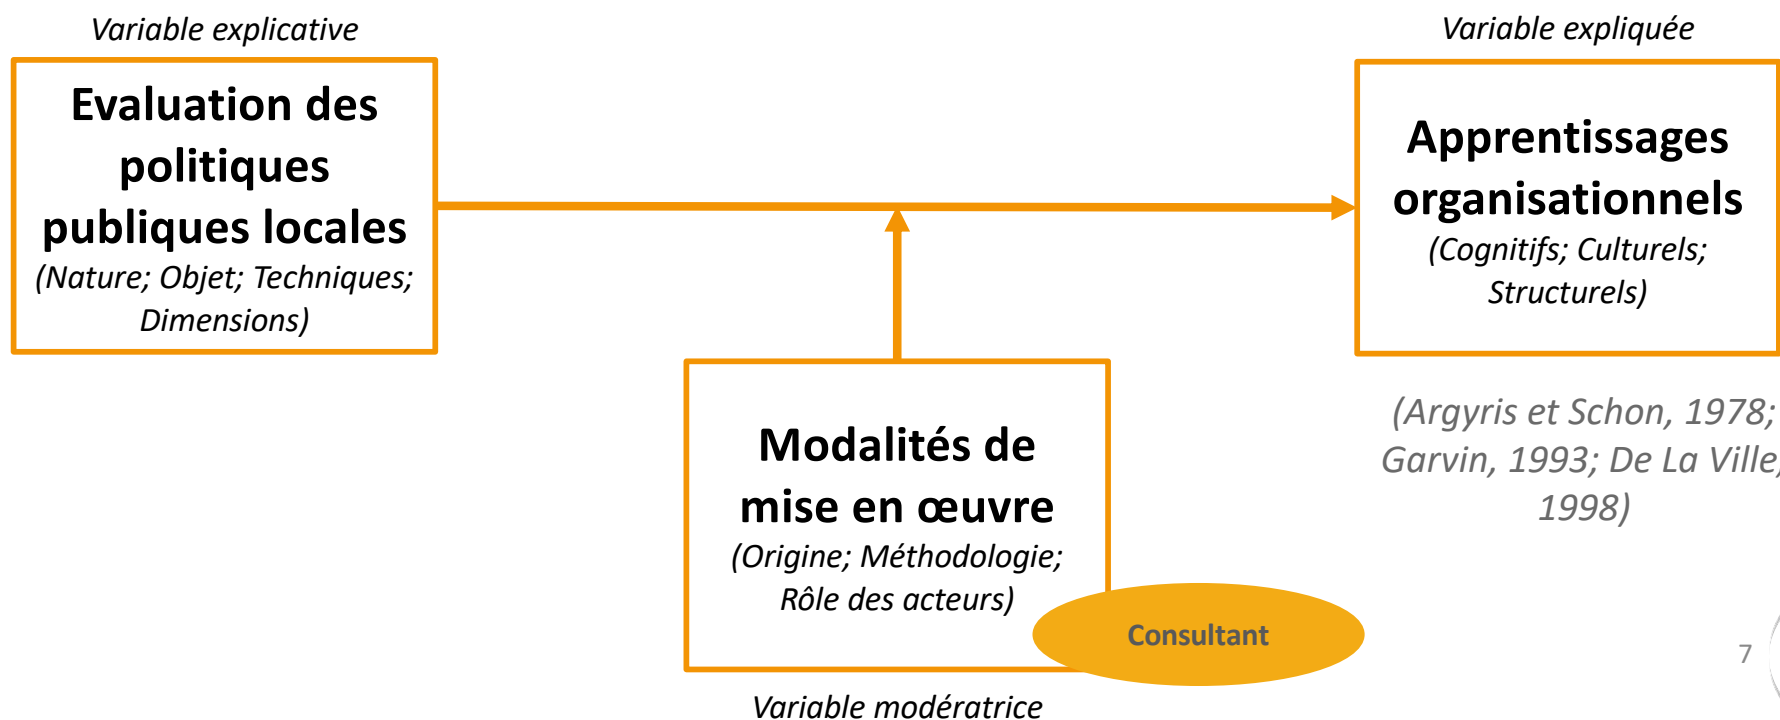 Variable explicative
Evaluation des
politiques
publiques locales
(Nature; Objet; Techniques;
Dimensions)
Variable expliquée
Apprentissages
organisationnels
(Cognitifs; Culturels;
Structurels)
(Argyris et Schon, 1978;
Garvin, 1993; De La Ville,
1998)
Modalités de
mise en œuvre
(Origine; Méthodologie;
Rôle des acteurs)
Consultant
Variable modératrice
7